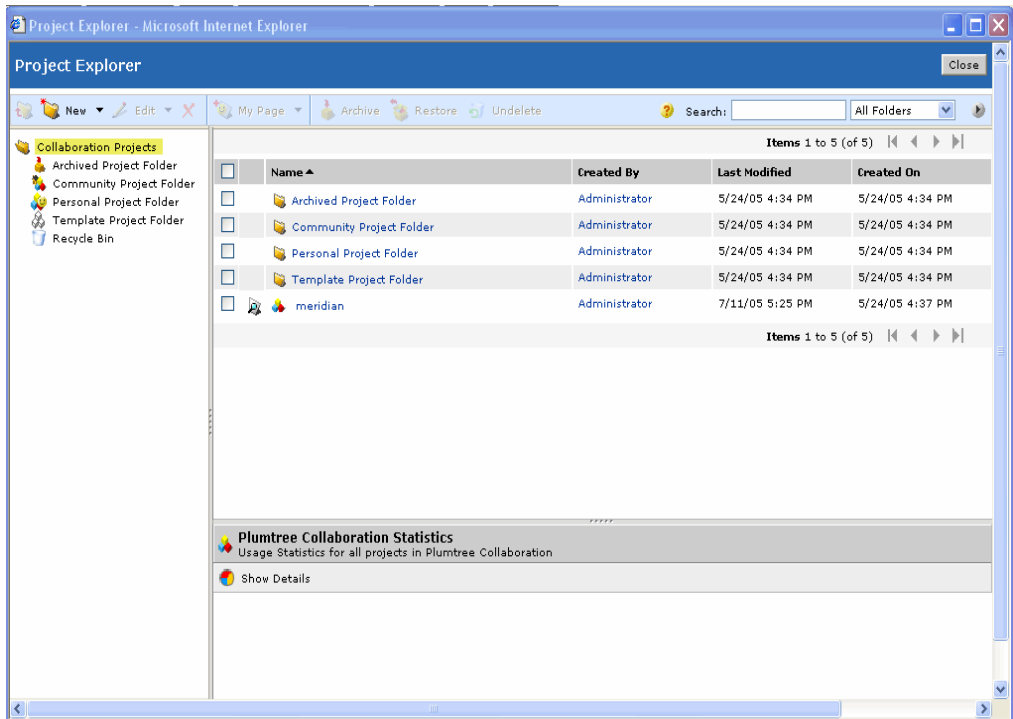 Project Explorer - Microsoft Internet Explorer
Project Explorer
Close
New Edit My Page Archive Restore Undelete Search: All Folders
Collaboration Projects
Archived Project Folder
Community Project Folder
Personal Project Folder
Template Project Folder
Recycle Bin
Items 1 to 5 (of 5)
Name Created By Last Modified Created On
Archived Project Folder Administrator 5/24/05 4:34 PM 5/24/05 4:34 PM
Community Project Folder Administrator 5/24/05 4:34 PM 5/24/05 4:34 PM
Personal Project Folder Administrator 5/24/05 4:34 PM 5/24/05 4:34 PM
Template Project Folder Administrator 5/24/05 4:34 PM 5/24/05 4:34 PM
meridian Administrator 7/11/05 5:25 PM 5/24/05 4:37 PM
Items 1 to 5 (of 5)
Plumtree Collaboration Statistics
Usage Statistics for all projects in Plumtree Collaboration
Show Details